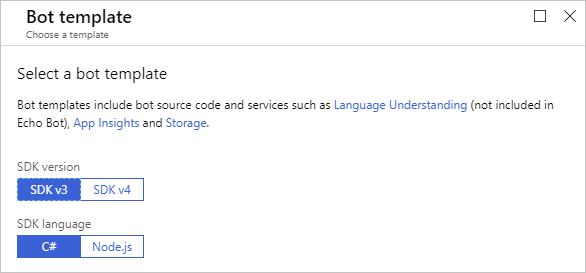 Bot template
Choose a template
Select a bot template
Bot templates include bot source code and services such as Language Understanding (not included in
Echo Bot), App Insights and Storage.
SDK version
SDK v3 SDK v4
SDK language
C# Node.js